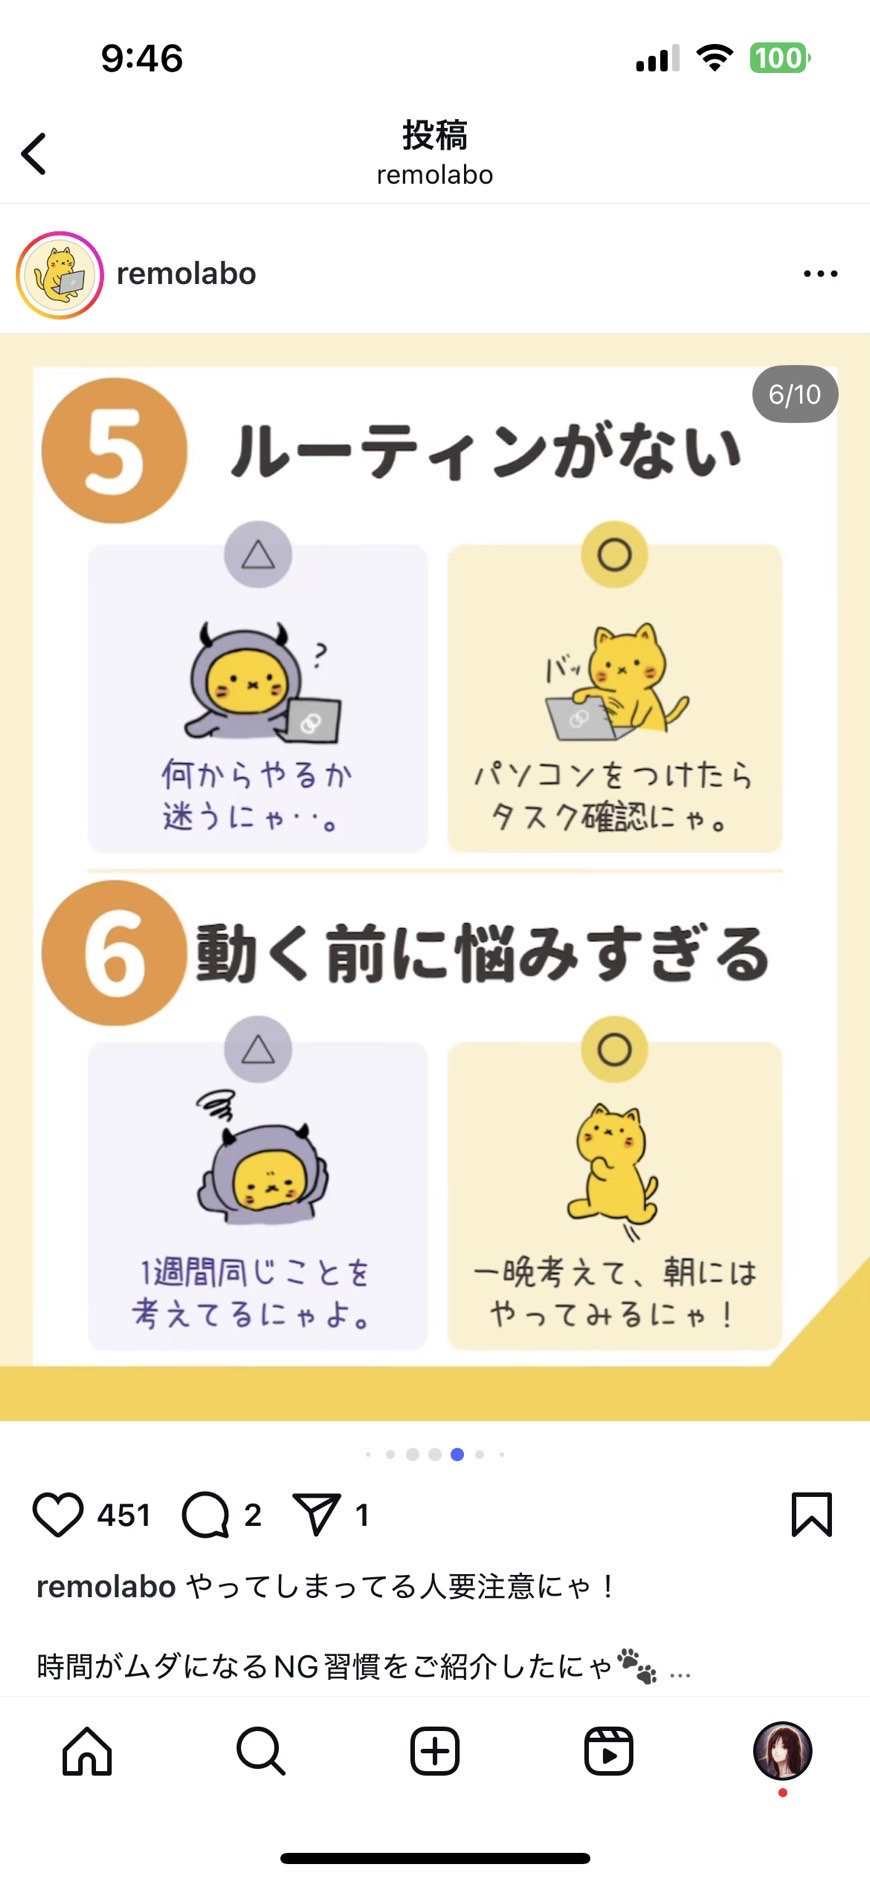 9:46
100
投稿
remolabo
remolabo
6/10
5 ルーティンがない
△ ○
?
バッ
何からやるか
迷うにゃ··。
パソコンをつけたら
タスク確認にゃ。
6 動く前に悩みすぎる
△ ○
1週間同じことを
考えてるにゃよ。
一晩考えて、朝には
やってみるにゃ！
451 2 1
remolabo やってしまってる人要注意にゃ！
時間がムダになるNG習慣をご紹介したにゃ🐾 ...